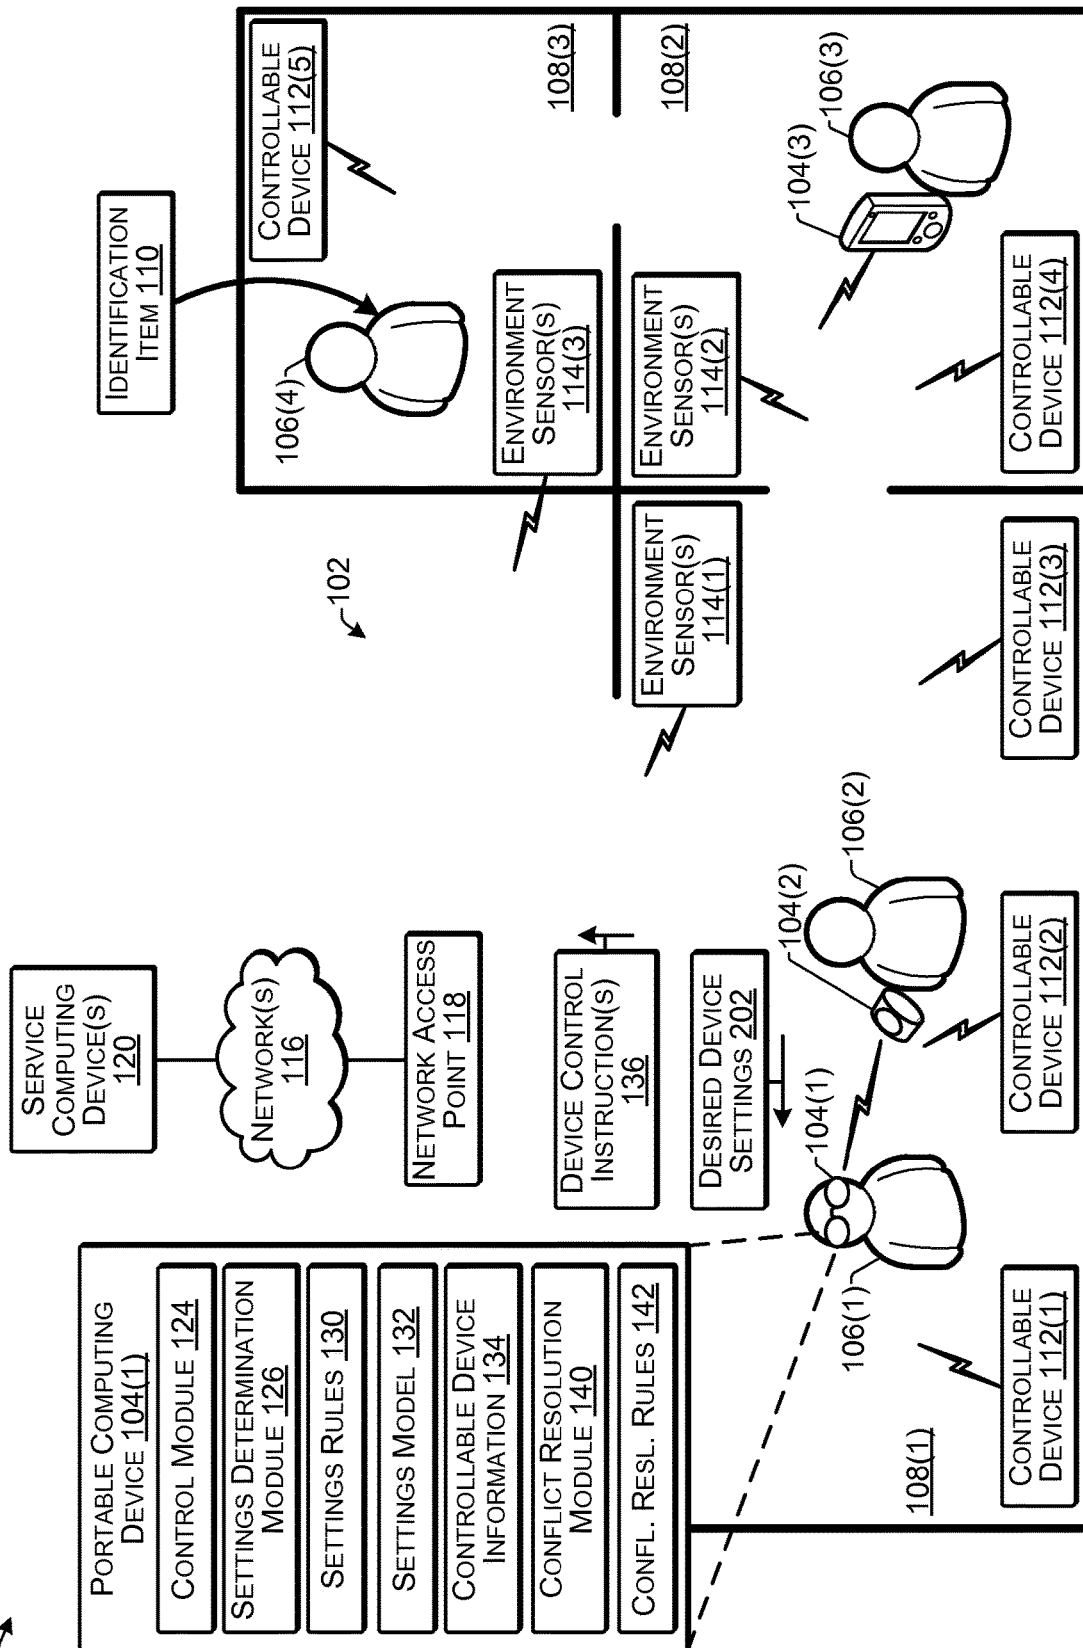 PORTABLE COMPUTING
DEVICE 104(1)
CONTROL MODULE 124
SETTINGS DETERMINATION
MODULE 126
SETTINGS RULES 130
SETTINGS MODEL 132
CONTROLLABLE DEVICE
INFORMATION 134
CONFLICT RESOLUTION
MODULE 140
CONFL. RESL. RULES 142
SERVICE
COMPUTING
DEVICE(S)
120
NETWORK(S)
116
NETWORK ACCESS
POINT 118
DEVICE CONTROL
INSTRUCTION(S)
136
DESIRED DEVICE
SETTINGS 202
102
IDENTIFICATION
ITEM 110
106(4)
CONTROLLABLE
DEVICE 112(5)
108(3)
ENVIRONMENT
SENSOR(S)
114(3)
ENVIRONMENT
SENSOR(S)
114(1)
ENVIRONMENT
SENSOR(S)
114(2)
108(2)
104(1)
106(1)
104(2)
106(2)
104(3)
106(3)
108(1)
CONTROLLABLE
DEVICE 112(1)
CONTROLLABLE
DEVICE 112(2)
CONTROLLABLE
DEVICE 112(3)
CONTROLLABLE
DEVICE 112(4)